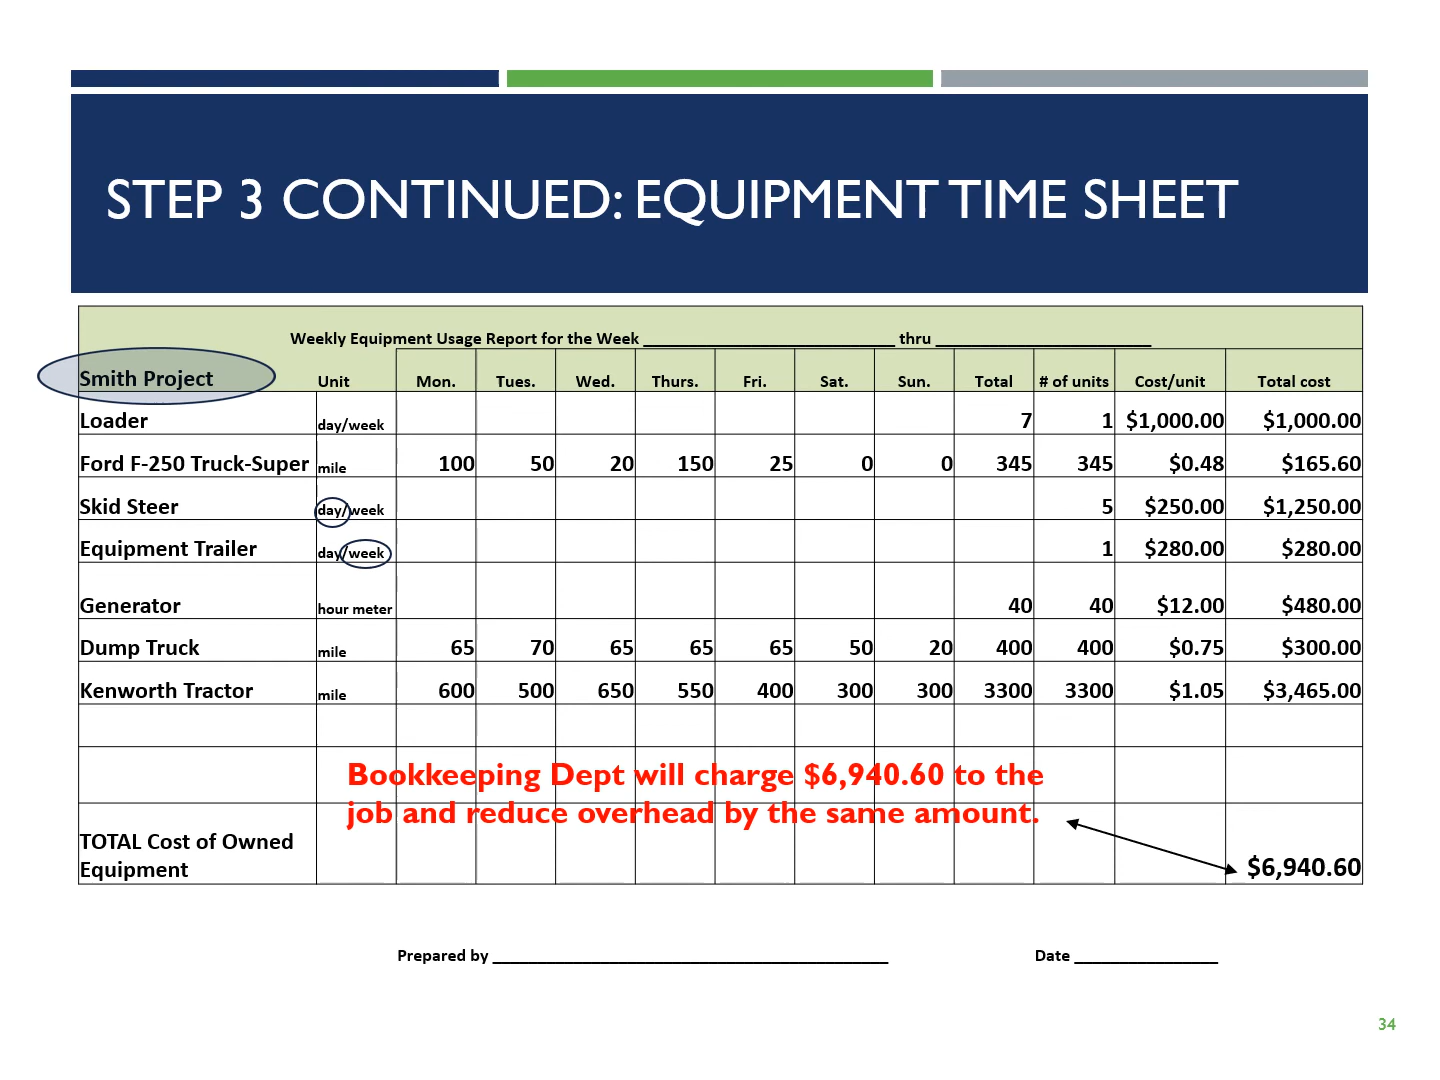 STEP 3 CONTINUED: EQUIPMENT TIME SHEET
Weekly Equipment Usage Report for the Week ____________________________ thru ________________________
Smith Project Unit Mon. Tues. Wed. Thurs. Fri. Sat. Sun. Total # of units Cost/unit Total cost
Loader day/week 7 1 $1,000.00 $1,000.00
Ford F-250 Truck-Super mile 100 50 20 150 25 0 0 345 345 $0.48 $165.60
Skid Steer day/week 5 $250.00 $1,250.00
Equipment Trailer day/week 1 $280.00 $280.00
Generator hour meter 40 40 $12.00 $480.00
Dump Truck mile 65 70 65 65 65 50 20 400 400 $0.75 $300.00
Kenworth Tractor mile 600 500 650 550 400 300 300 3300 3300 $1.05 $3,465.00
Bookkeeping Dept will charge $6,940.60 to the
job and reduce overhead by the same amount.
TOTAL Cost of Owned
Equipment $6,940.60
Prepared by ____________________________________________ Date ________________
34